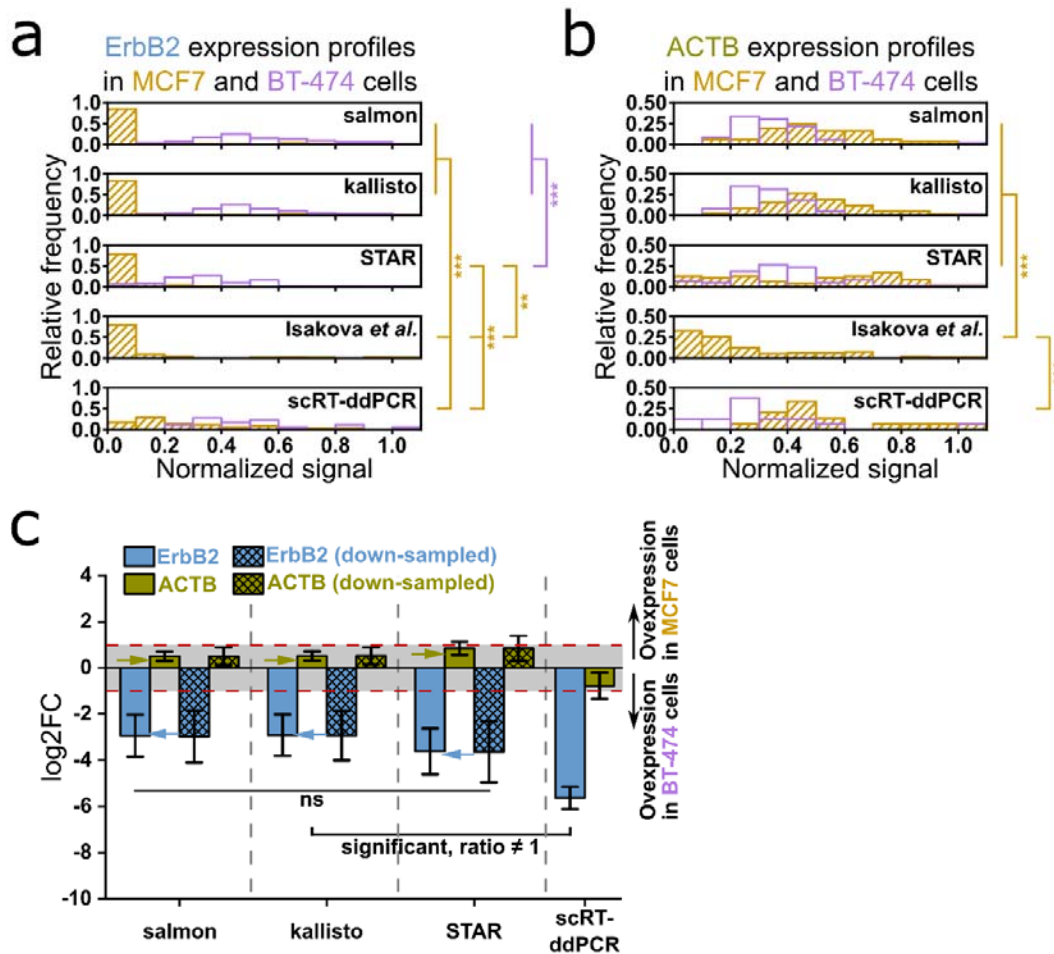 a
ErbB2 expression profiles
in MCF7 and BT-474 cells
Relative frequency
1.0
0.5
0.0
salmon
1.0
0.5
0.0
kallisto
1.0
0.5
0.0
STAR
1.0
0.5
0.0
Isakova et al.
1.0
0.5
0.0
scRT-ddPCR
0.0 0.2 0.4 0.6 0.8 1.0
Normalized signal
***
***
**
***
b
ACTB expression profiles
in MCF7 and BT-474 cells
Relative frequency
0.50
0.25
0.00
salmon
0.50
0.25
0.00
kallisto
0.50
0.25
0.00
STAR
0.50
0.25
0.00
Isakova et al.
0.50
0.25
0.00
scRT-ddPCR
0.0 0.2 0.4 0.6 0.8 1.0
Normalized signal
***
c
ErbB2 ErbB2 (down-sampled)
ACTB ACTB (down-sampled)
log2FC
4
2
0
-2
-4
-6
-8
-10
ns
significant, ratio ≠ 1
salmon kallisto STAR scRT-
ddPCR
Ovexpression
in MCF7 cells
Ovexpression
in BT-474 cells